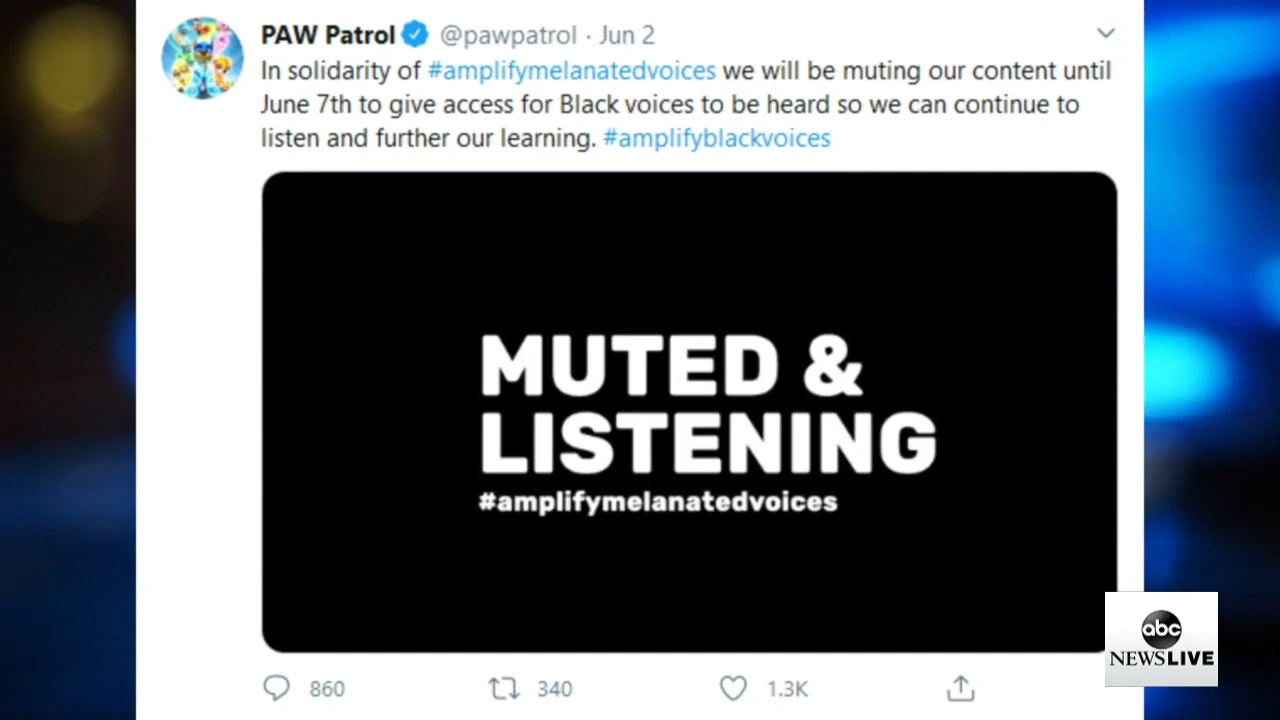 PAW Patrol @pawpatrol · Jun 2
In solidarity of #amplifymelanatedvoices we will be muting our content until
June 7th to give access for Black voices to be heard so we can continue to
listen and further our learning. #amplifyblackvoices
MUTED &
LISTENING
#amplifymelanatedvoices
860 340 1.3K
abc
NEWSLIVE